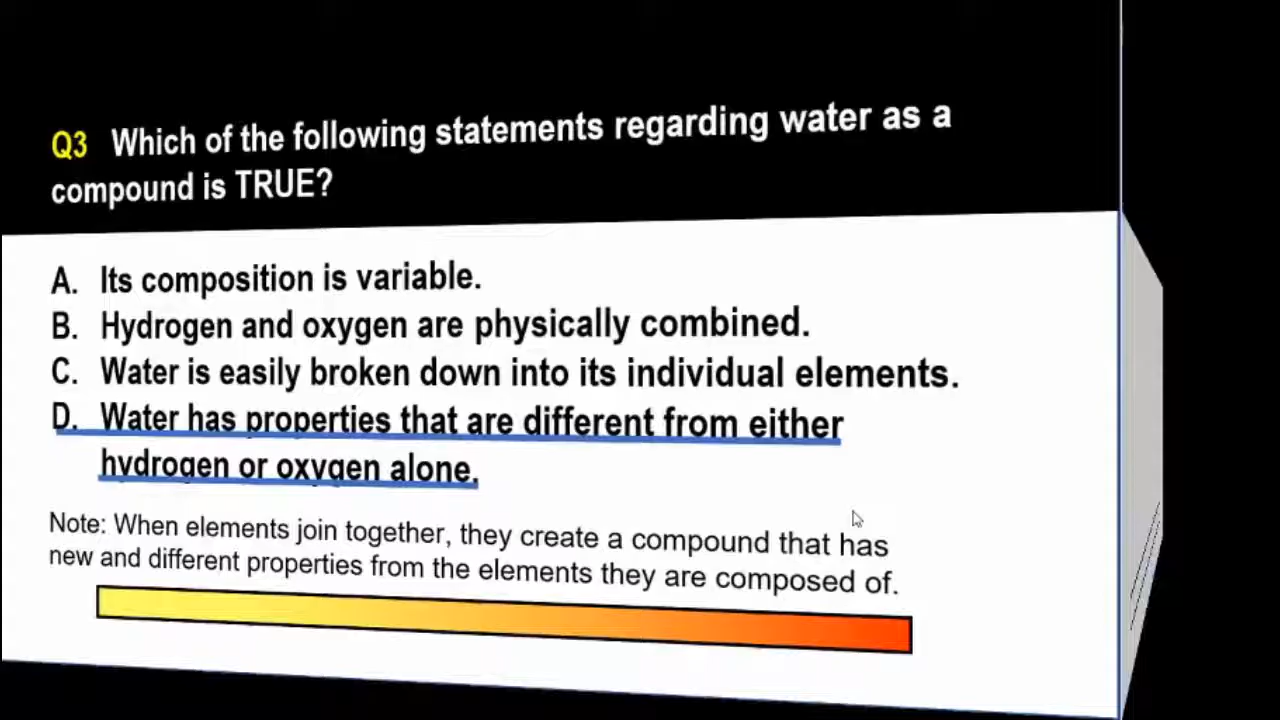 Q3 Which of the following statements regarding water as a
compound is TRUE?
A. Its composition is variable.
B. Hydrogen and oxygen are physically combined.
C. Water is easily broken down into its individual elements.
D. Water has properties that are different from either
hydrogen or oxygen alone.
Note: When elements join together, they create a compound that has
new and different properties from the elements they are composed of.